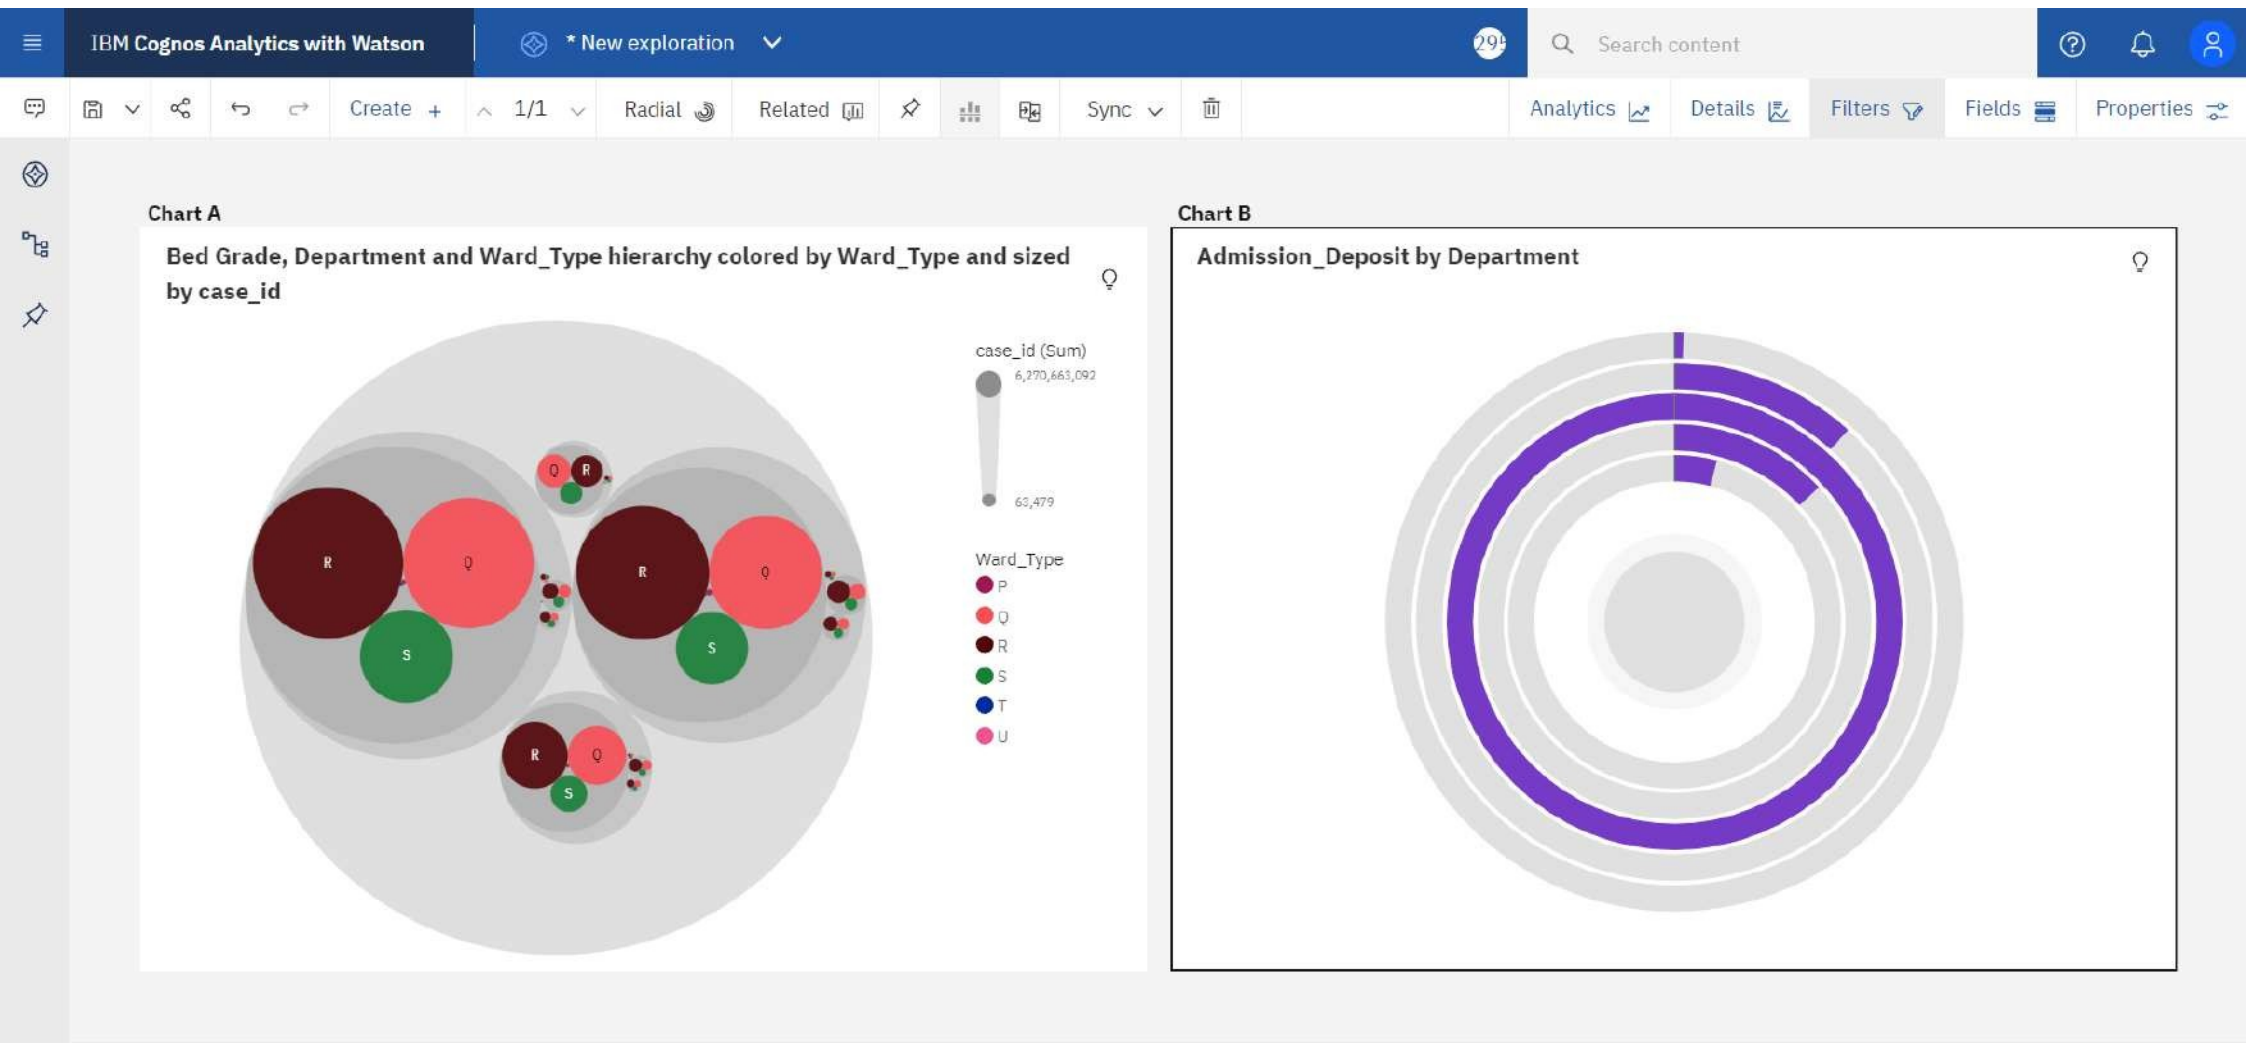 IBM Cognos Analytics with Watson
* New exploration
Search content
Create +
1/1
Radial
Related
Sync
Analytics
Details
Filters
Fields
Properties
Chart A
Bed Grade, Department and Ward_Type hierarchy colored by Ward_Type and sized
by case_id
case_id (Sum)
6,270,663,092
63,479
Ward_Type
P
Q
R
S
T
U
Q R
R Q
S
R Q
S
R Q
S
Chart B
Admission_Deposit by Department